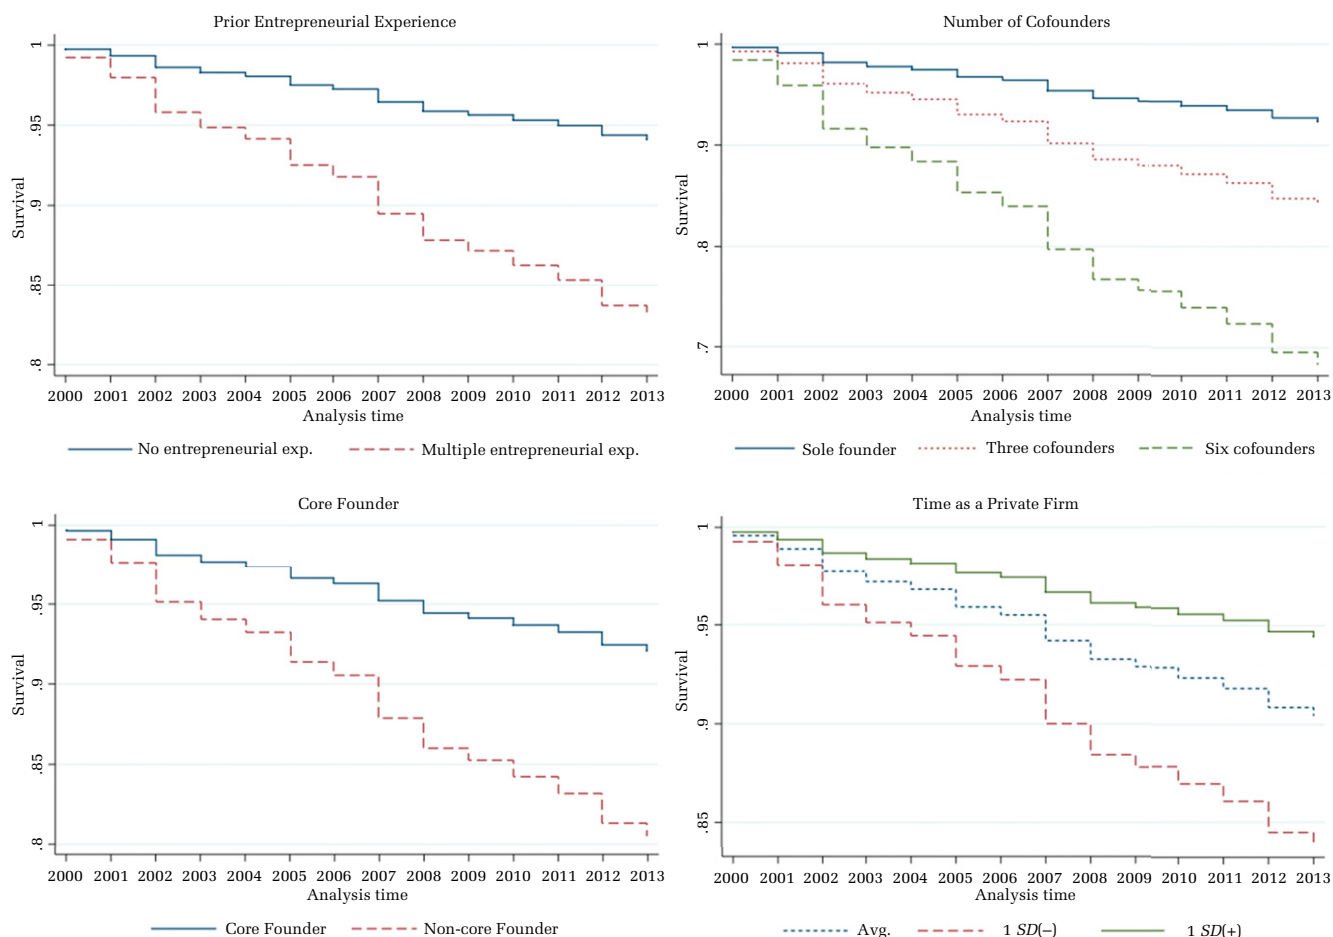 Prior Entrepreneurial Experience
Survival
1
.95
.9
.85
.8
2000 2001 2002 2003 2004 2005 2006 2007 2008 2009 2010 2011 2012 2013
Analysis time
No entrepreneurial exp. Multiple entrepreneurial exp.
Number of Cofounders
Survival
1
.9
.8
.7
2000 2001 2002 2003 2004 2005 2006 2007 2008 2009 2010 2011 2012 2013
Analysis time
Sole founder Three cofounders Six cofounders
Core Founder
Survival
1
.95
.9
.85
.8
2000 2001 2002 2003 2004 2005 2006 2007 2008 2009 2010 2011 2012 2013
Analysis time
Core Founder Non-core Founder
Time as a Private Firm
Survival
1
.95
.9
.85
2000 2001 2002 2003 2004 2005 2006 2007 2008 2009 2010 2011 2012 2013
Analysis time
Avg. 1 SD(−) 1 SD(+)